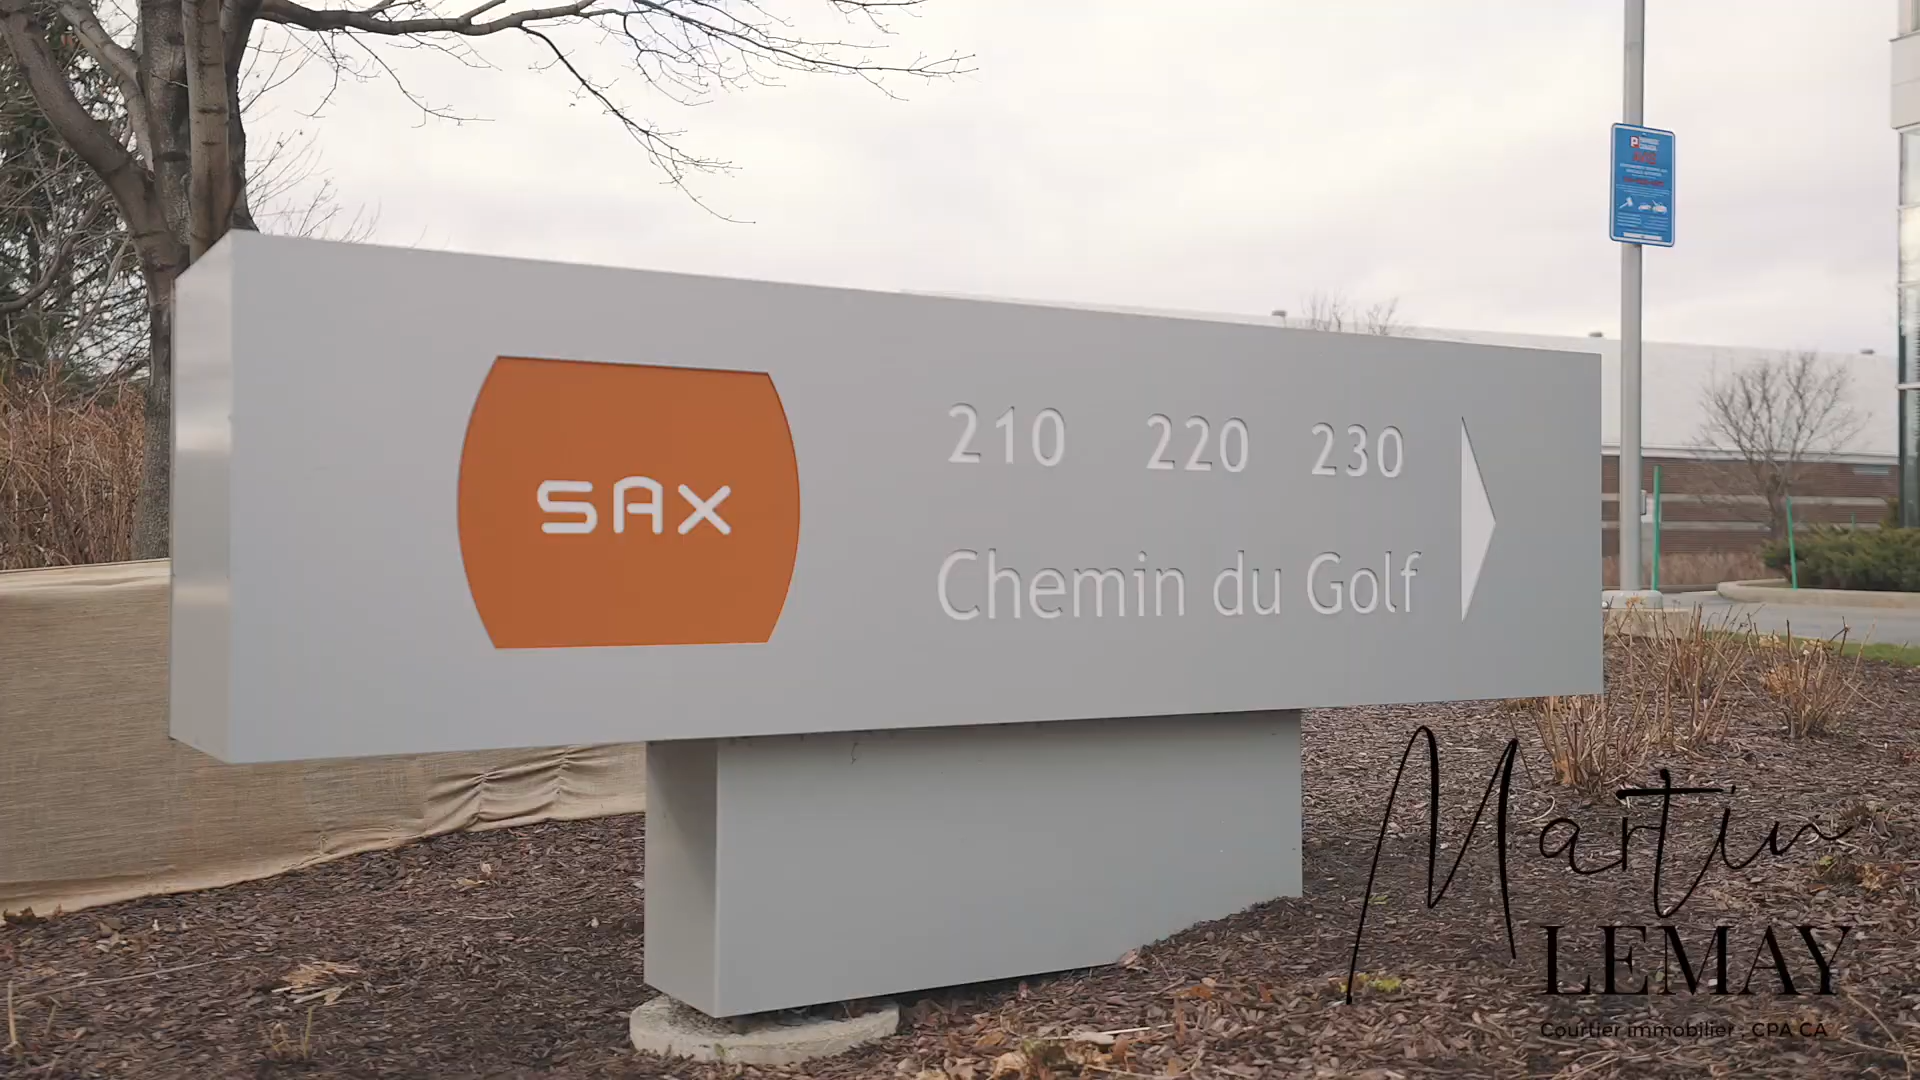 SAX
210 220 230
Chemin du Golf
Martin
LEMAY
Courtier immobilier . CPA CA